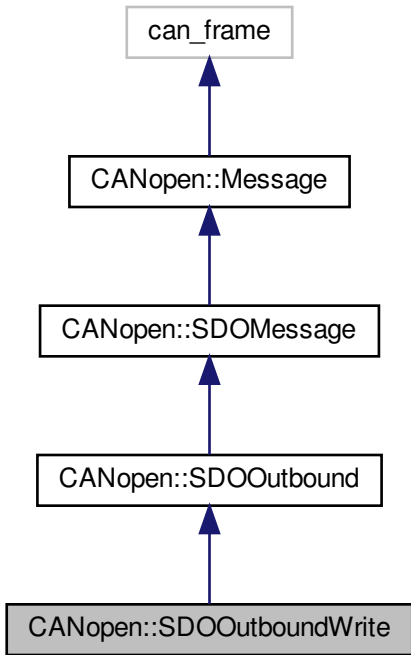 can_frame
CANopen::Message
CANopen::SDOMessage
CANopen::SDOOutbound
CANopen::SDOOutboundWrite